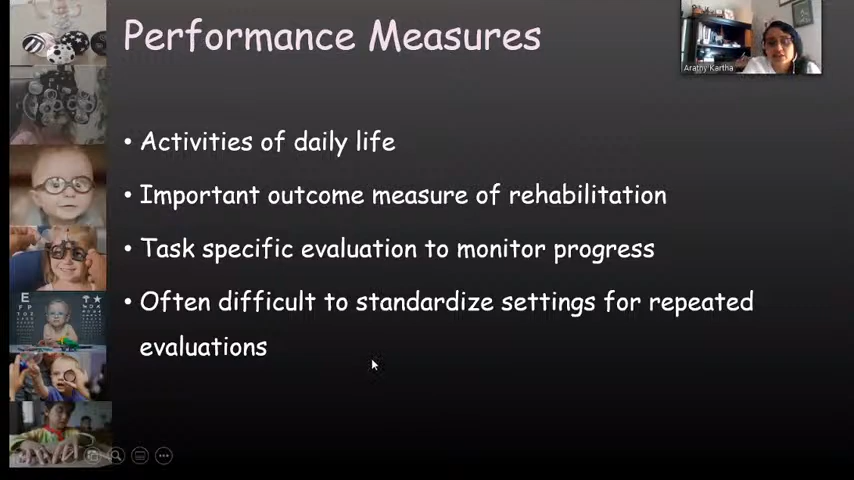 Performance Measures
Arathy Kartha
• Activities of daily life
• Important outcome measure of rehabilitation
• Task specific evaluation to monitor progress
• Often difficult to standardize settings for repeated
evaluations
E